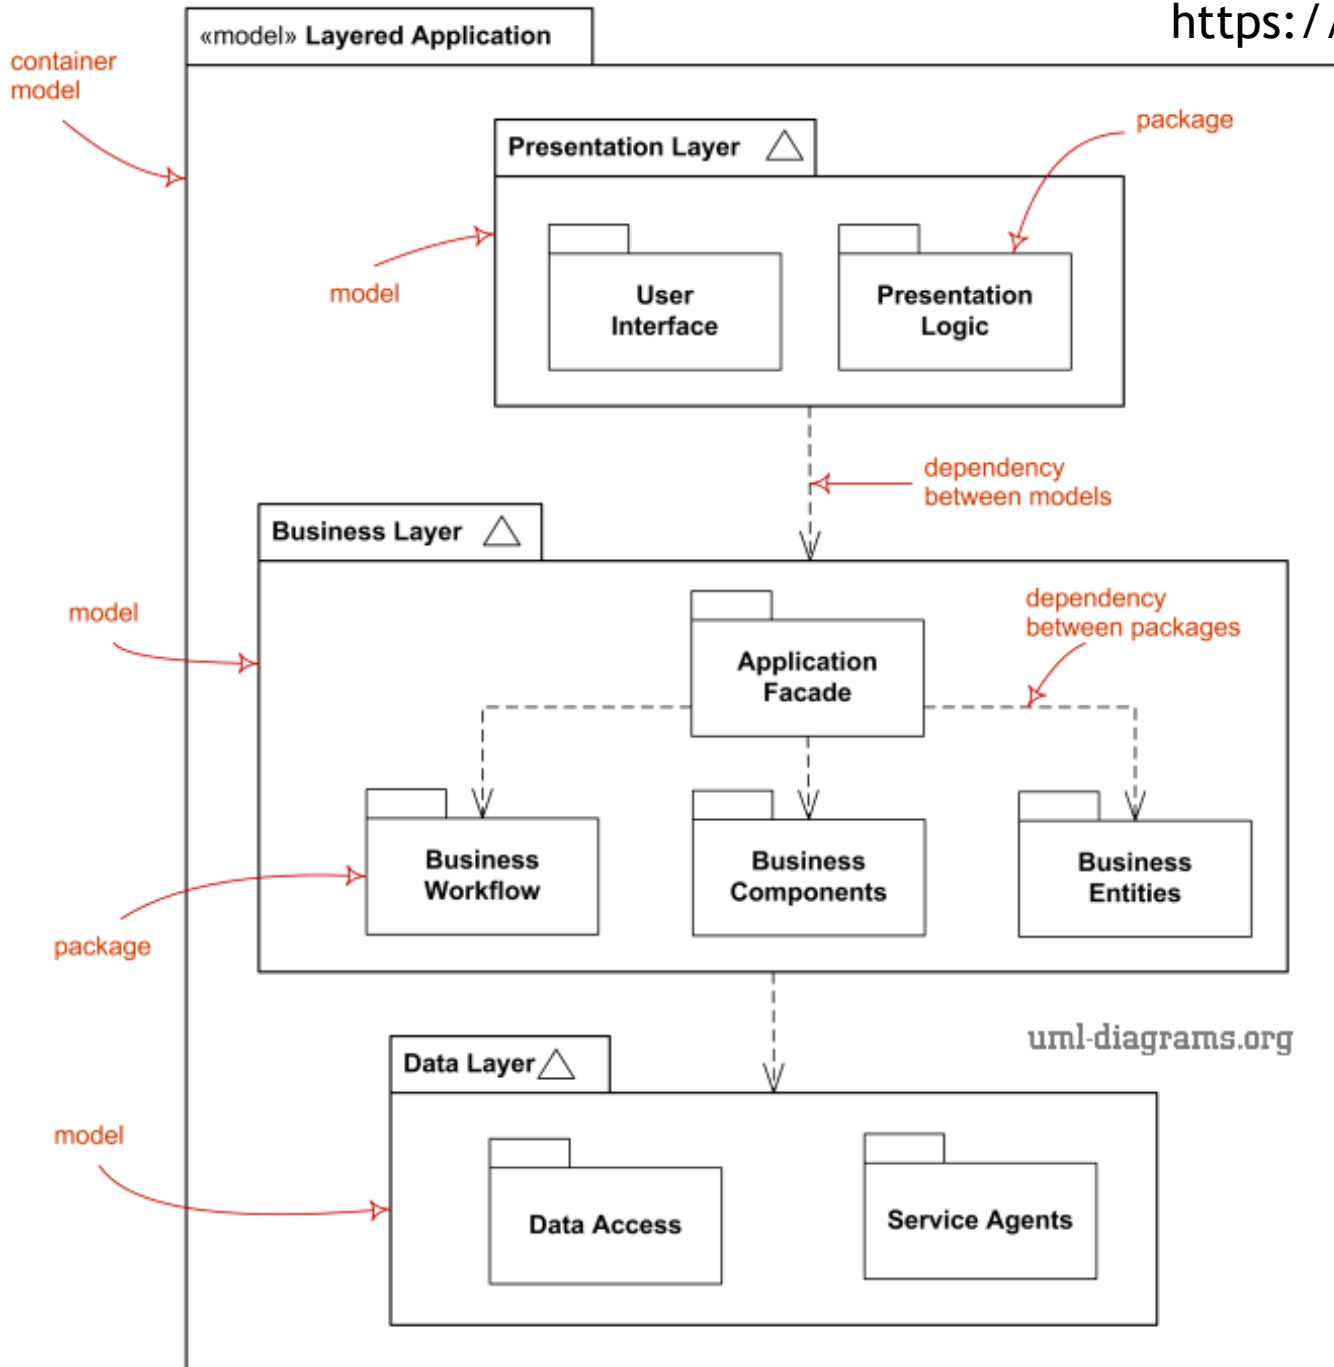 https://
«model» Layered Application
container
model
Presentation Layer
package
User
Interface
Presentation
Logic
model
dependency
between models
Business Layer
model
dependency
between packages
Application
Facade
Business
Workflow
Business
Components
Business
Entities
package
uml-diagrams.org
Data Layer
model
Data Access
Service Agents